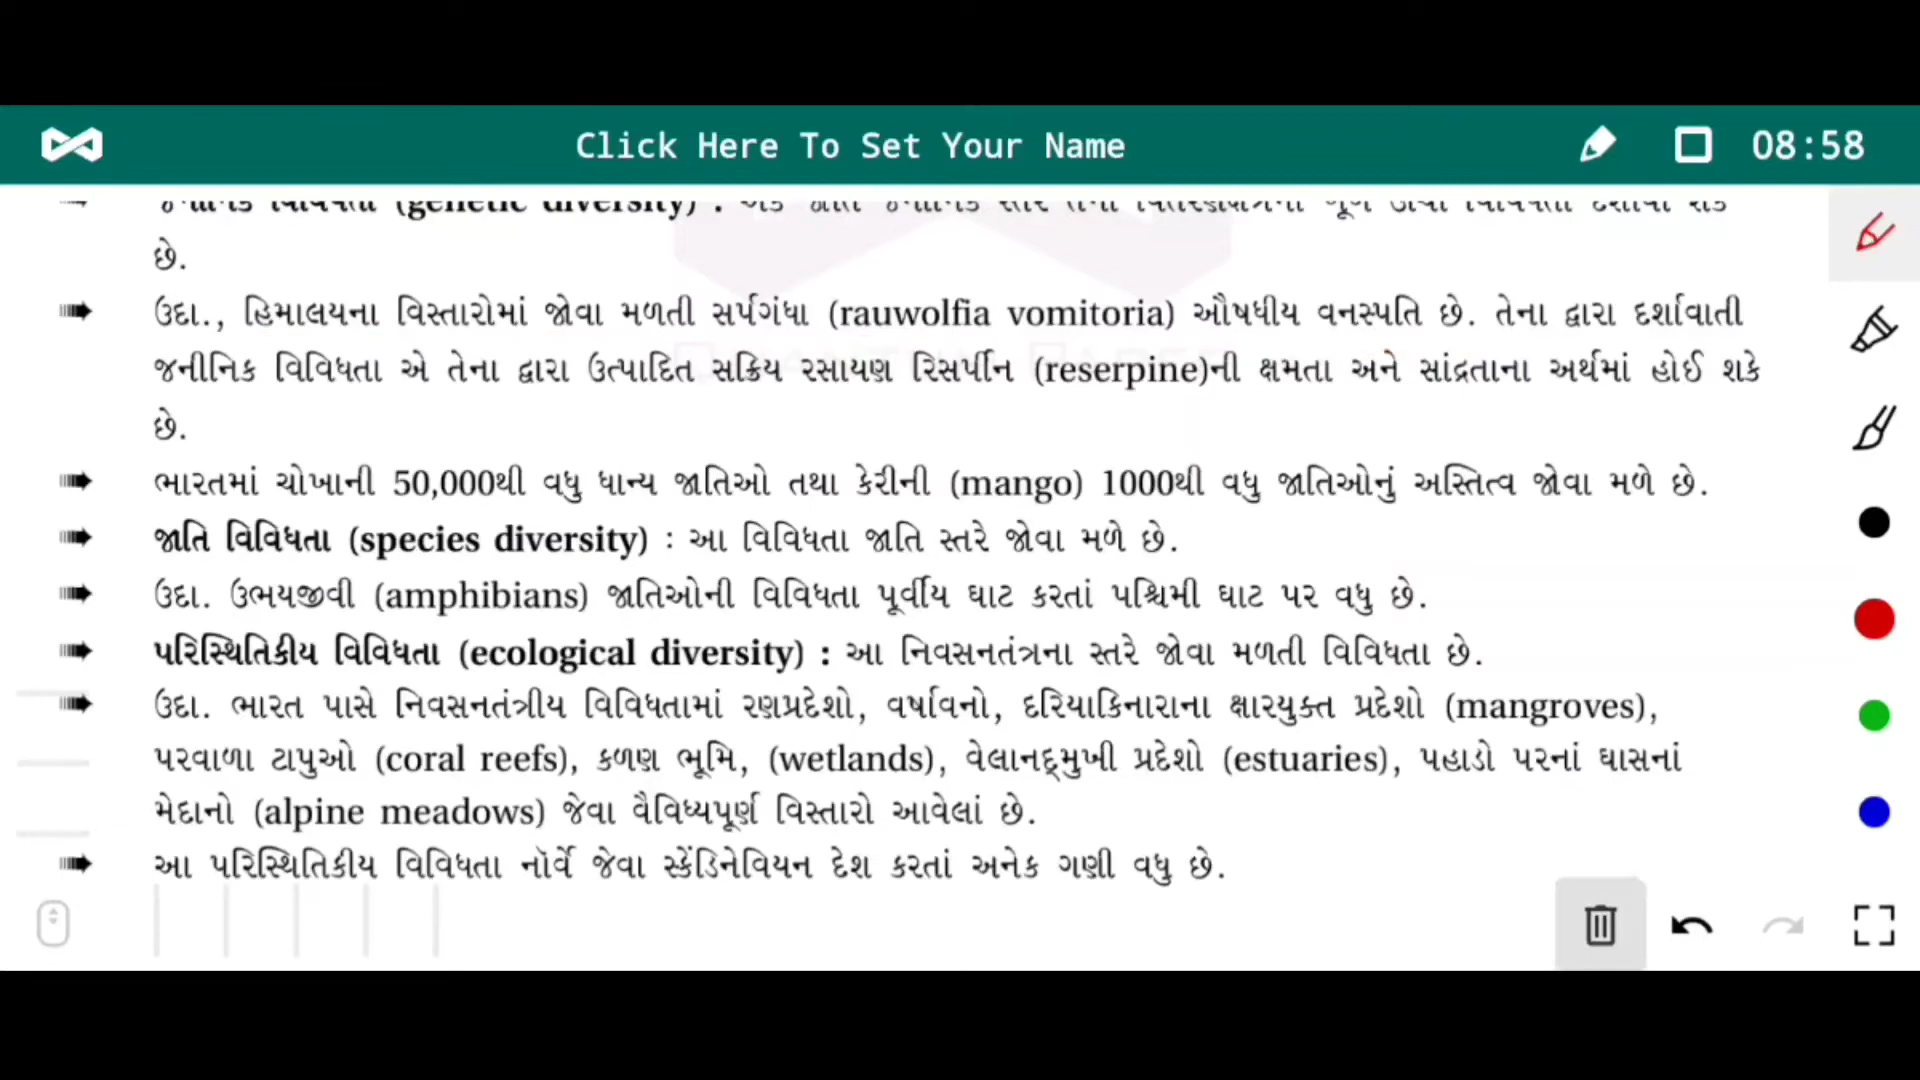 Click Here To Set Your Name
08:58
(genetic diversity) :
છે.
ઉદા., હિમાલયના વિસ્તારોમાં જોવા મળતી સર્પગંધા (rauwolfia vomitoria) ઔષધીય વનસ્પતિ છે. તેના દ્વારા દર્શાવાતી
જનીનિક વિવિધતા એ તેના દ્વારા ઉત્પાદિત સક્રિય રસાયણ રિસર્પીન (reserpine)ની ક્ષમતા અને સાંદ્રતાના અર્થમાં હોઈ શકે
છે.
ભારતમાં ચોખાની 50,000થી વધુ ધાન્ય જાતિઓ તથા કેરીની (mango) 1000થી વધુ જાતિઓનું અસ્તિત્વ જોવા મળે છે.
જાતિ વિવિધતા (species diversity) : આ વિવિધતા જાતિ સ્તરે જોવા મળે છે.
ઉદા. ઉભયજીવી (amphibians) જાતિઓની વિવિધતા પૂર્વીય ઘાટ કરતાં પશ્ચિમી ઘાટ પર વધુ છે.
પરિસ્થિતિકીય વિવિધતા (ecological diversity) : આ નિવસનતંત્રના સ્તરે જોવા મળતી વિવિધતા છે.
ઉદા. ભારત પાસે નિવસનતંત્રીય વિવિધતામાં રણપ્રદેશો, વર્ષાવનો, દરિયાકિનારાના ક્ષારયુક્ત પ્રદેશો (mangroves),
પરવાળા ટાપુઓ (coral reefs), કળણ ભૂમિ, (wetlands), વેલાનદ્મુખી પ્રદેશો (estuaries), પહાડો પરનાં ઘાસનાં
મેદાનો (alpine meadows) જેવા વૈવિધ્યપૂર્ણ વિસ્તારો આવેલાં છે.
આ પરિસ્થિતિકીય વિવિધતા નૉર્વે જેવા સ્કેંડિનેવિયન દેશ કરતાં અનેક ગણી વધુ છે.